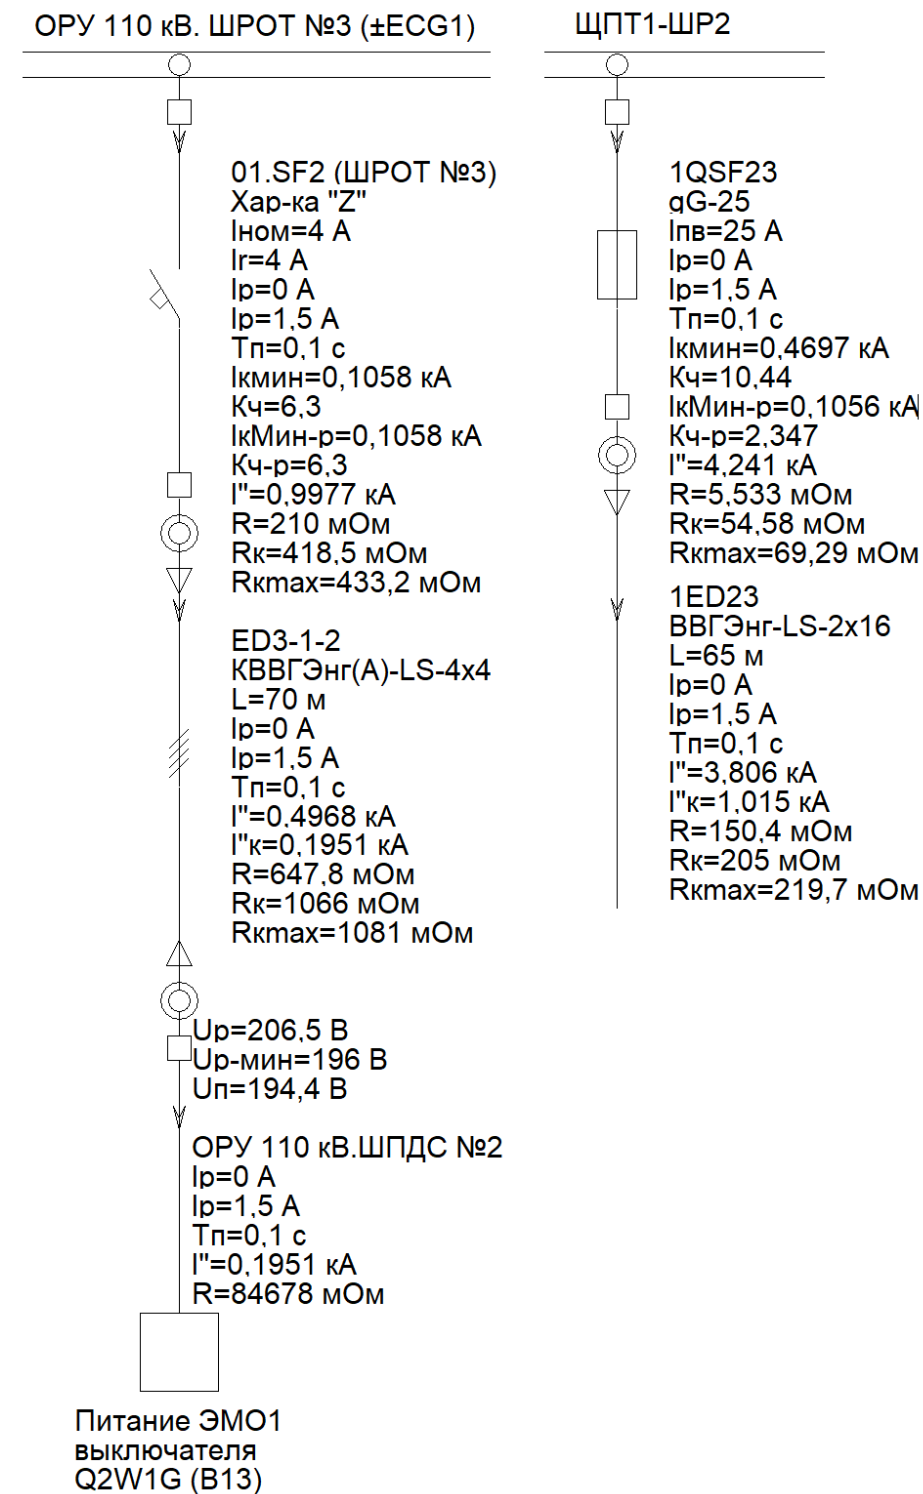 ОРУ 110 кВ. ШРОТ №3 (±ECG1)
01.SF2 (ШРОТ №3)
Хар-ка "Z"
Iном=4 А
Ir=4 А
Iр=0 А
Iр=1,5 А
Тп=0,1 с
Iкмин=0,1058 кА
Кч=6,3
IкМин-р=0,1058 кА
Кч-р=6,3
I"=0,9977 кА
R=210 мОм
Rк=418,5 мОм
Rкmax=433,2 мОм
ED3-1-2
КВВГЭнг(А)-LS-4x4
L=70 м
Iр=0 А
Iр=1,5 А
Тп=0,1 с
I"=0,4968 кА
I"к=0,1951 кА
R=647,8 мОм
Rк=1066 мОм
Rкmax=1081 мОм
Uр=206,5 В
Uр-мин=196 В
Uп=194,4 В
ОРУ 110 кВ.ШПДС №2
Iр=0 А
Iр=1,5 А
Тп=0,1 с
I"=0,1951 кА
R=84678 мОм
Питание ЭМО1
выключателя
Q2W1G (В13)
ЩПТ1-ШР2
1QSF23
gG-25
Iпв=25 А
Iр=0 А
Iр=1,5 А
Тп=0,1 с
Iкмин=0,4697 кА
Кч=10,44
IкМин-р=0,1056 кА
Кч-р=2,347
I"=4,241 кА
R=5,533 мОм
Rк=54,58 мОм
Rкmax=69,29 мОм
1ED23
ВВГЭнг-LS-2x16
L=65 м
Iр=0 А
Iр=1,5 А
Тп=0,1 с
I"=3,806 кА
I"к=1,015 кА
R=150,4 мОм
Rк=205 мОм
Rкmax=219,7 мОм